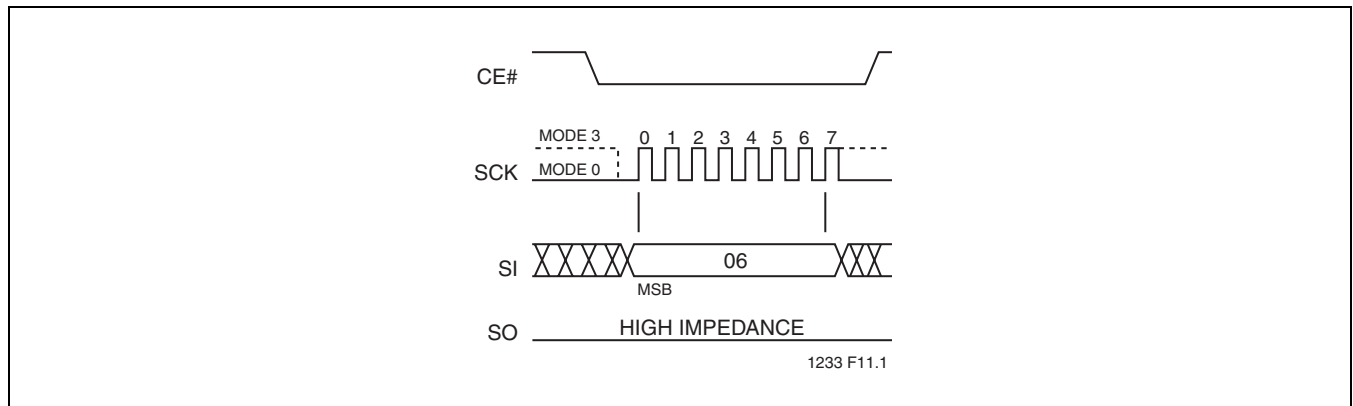 CE#
MODE 3
0 1 2 3 4 5 6 7
SCK
MODE 0
SI
06
MSB
SO
HIGH IMPEDANCE
1233 F11.1